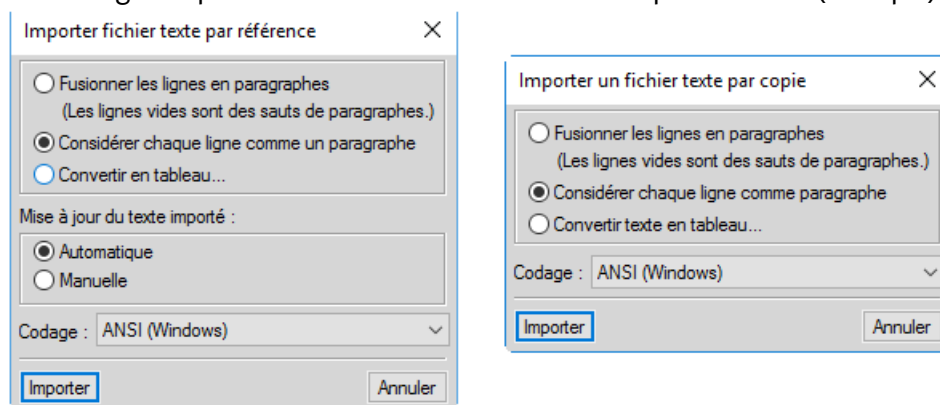 Importer fichier texte par référence
Fusionner les lignes en paragraphes
(Les lignes vides sont des sauts de paragraphes.)
Considérer chaque ligne comme un paragraphe
Convertir en tableau...
Mise à jour du texte importé :
Automatique
Manuelle
Codage : ANSI (Windows)
Importer Annuler
Importer un fichier texte par copie
Fusionner les lignes en paragraphes
(Les lignes vides sont des sauts de paragraphes.)
Considérer chaque ligne comme paragraphe
Convertir texte en tableau...
Codage : ANSI (Windows)
Importer Annuler